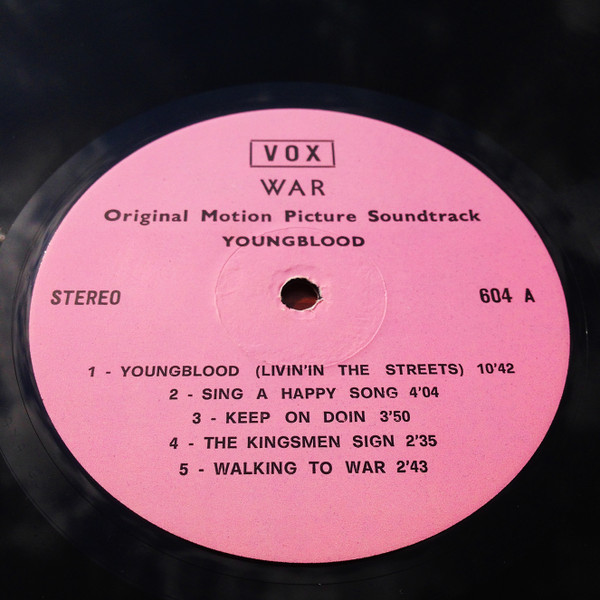 VOX
WAR
Original Motion Picture Soundtrack
YOUNGBLOOD
STEREO
604 A
1 - YOUNGBLOOD (LIVIN'IN THE STREETS) 10'42
2 - SING A HAPPY SONG 4'04
3 - KEEP ON DOIN 3'50
4 - THE KINGSMEN SIGN 2'35
5 - WALKING TO WAR 2'43